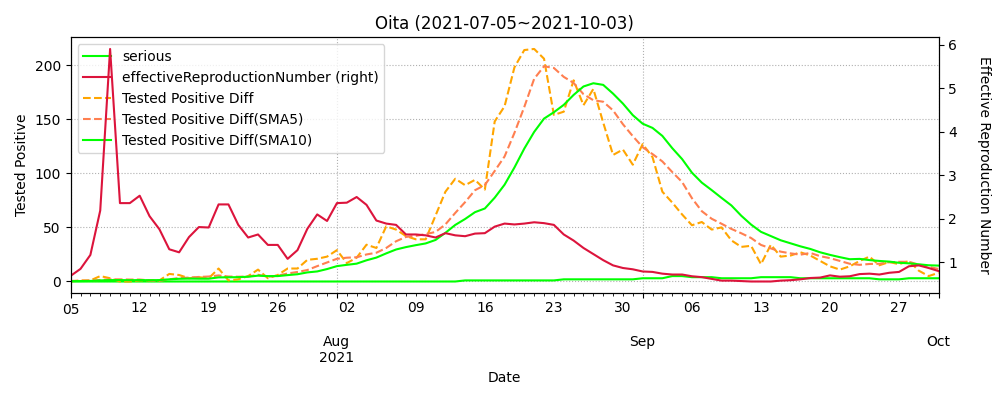 Oita (2021-07-05~2021-10-03)
serious
effectiveReproductionNumber (right)
Tested Positive Diff
Tested Positive Diff(SMA5)
Tested Positive Diff(SMA10)
Tested Positive
200
150
100
50
0
6
5
4
3
2
1
Effective Reproduction Number
05 12 19 26 02 09 16 23 30 06 13 20 27
Aug Sep Oct
2021
Date